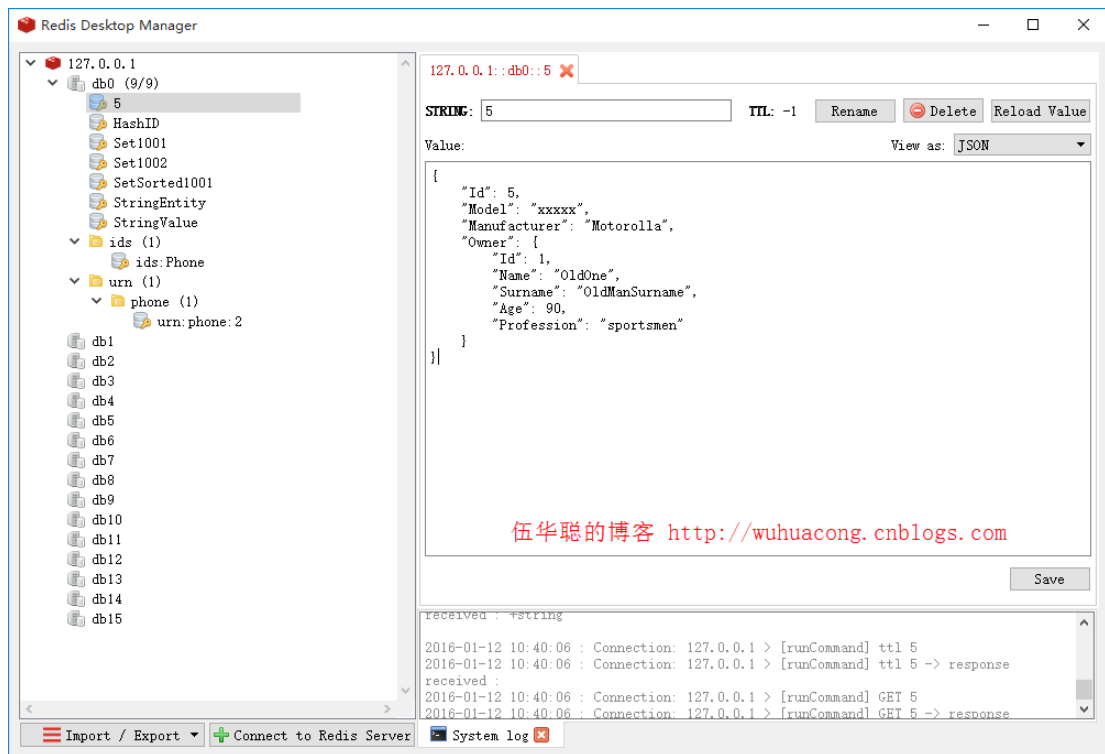 Redis Desktop Manager
127.0.0.1
db0 (9/9)
5
HashID
Set1001
Set1002
SetSorted1001
StringEntity
StringValue
ids (1)
ids:Phone
urn (1)
phone (1)
urn:phone:2
db1
db2
db3
db4
db5
db6
db7
db8
db9
db10
db11
db12
db13
db14
db15
Import / Export
Connect to Redis Server
127.0.0.1::db0::5
STRING: 5 TTL: -1 Rename Delete Reload Value
Value: View as: JSON
{
"Id": 5,
"Model": "xxxxx",
"Manufacturer": "Motorolla",
"Owner": {
"Id": 1,
"Name": "OldOne",
"Surname": "OldManSurname",
"Age": 90,
"Profession": "sportsmen"
}
}
伍华聪的博客 http://wuhuacong.cnblogs.com
Save
received : +string
2016-01-12 10:40:06 : Connection: 127.0.0.1 > [runCommand] ttl 5
2016-01-12 10:40:06 : Connection: 127.0.0.1 > [runCommand] ttl 5 -> response
received :
2016-01-12 10:40:06 : Connection: 127.0.0.1 > [runCommand] GET 5
2016-01-12 10:40:06 : Connection: 127.0.0.1 > [runCommand] GET 5 -> response
System log